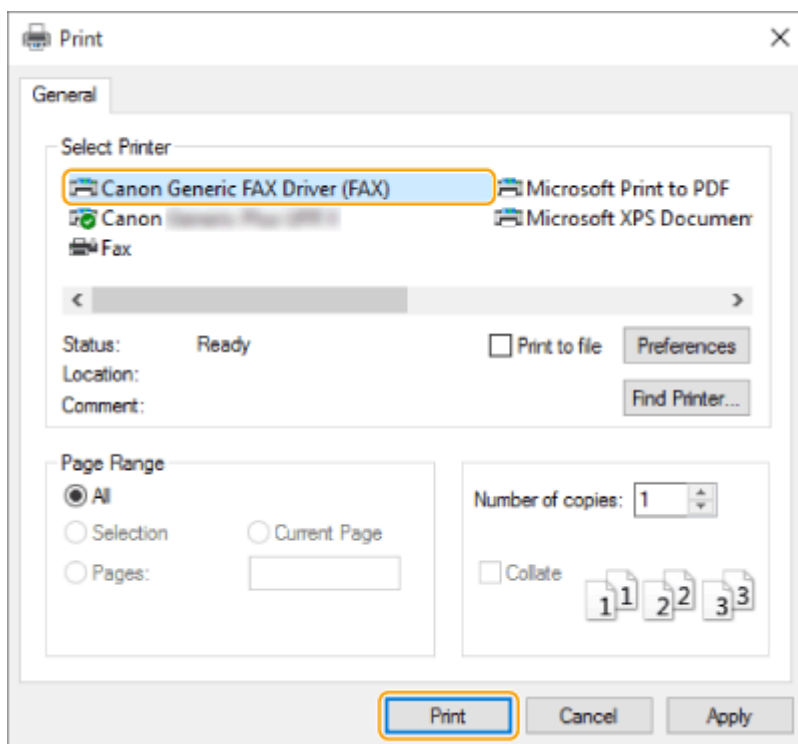 Print
General
Select Printer
Canon Generic FAX Driver (FAX)
Microsoft Print to PDF
Canon
Microsoft XPS Documen
Fax
Status: Ready
Print to file
Preferences
Location:
Comment:
Find Printer...
Page Range
All
Selection
Current Page
Pages:
Number of copies: 1
Collate
1 1 2 2 3 3
Print
Cancel
Apply